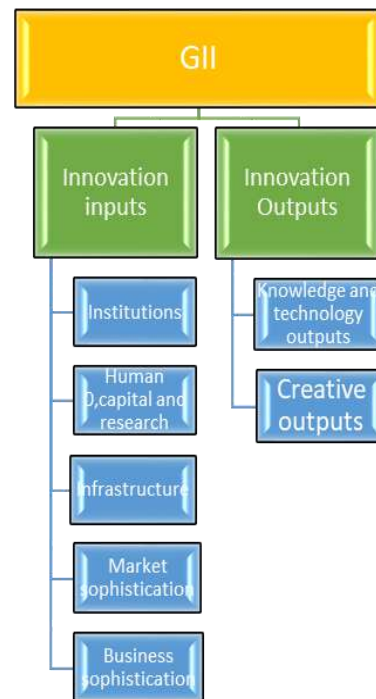 GII
Innovation
inputs
Innovation
Outputs
Institutions
Human
0,capital and
research
Infrastructure
Market
sophistication
Business
sophistication
Knowledge and
technology
outputs
Creative
outputs